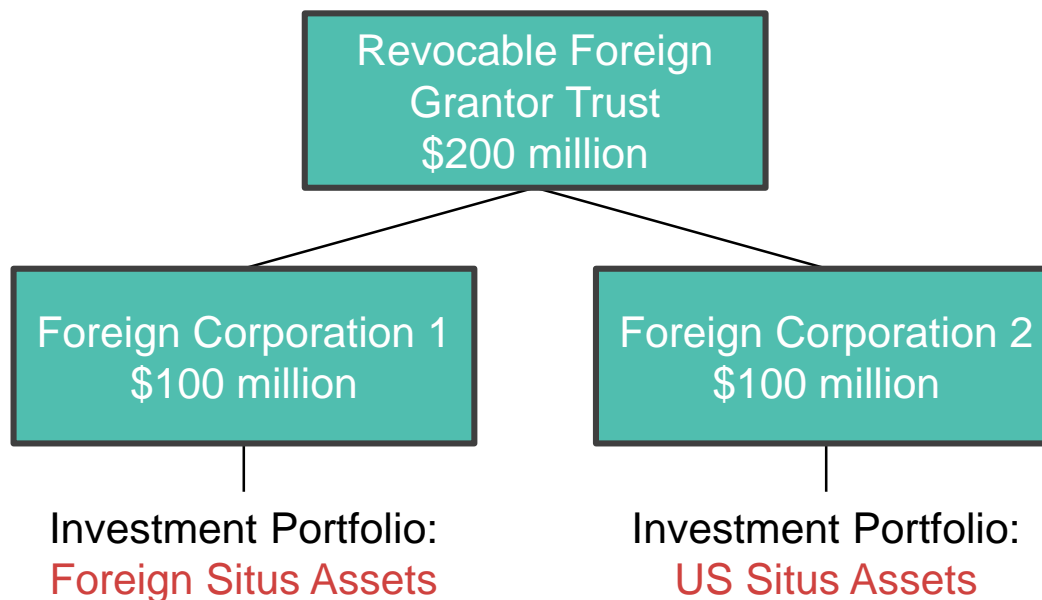 Revocable Foreign
Grantor Trust
$200 million
Foreign Corporation 1
$100 million
Foreign Corporation 2
$100 million
Investment Portfolio:
Foreign Situs Assets
Investment Portfolio:
US Situs Assets